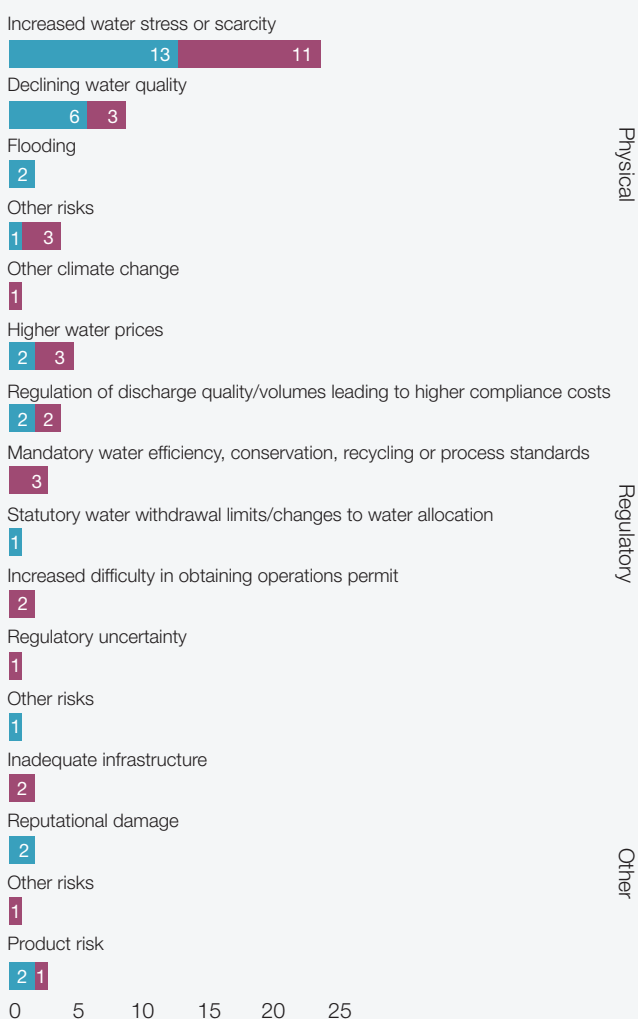 Increased water stress or scarcity
13 11
Declining water quality
6 3
Flooding
2
Other risks
1 3
Other climate change
1
Physical
Higher water prices
2 3
Regulation of discharge quality/volumes leading to higher compliance costs
2 2
Mandatory water efficiency, conservation, recycling or process standards
3
Statutory water withdrawal limits/changes to water allocation
1
Increased difficulty in obtaining operations permit
2
Regulatory uncertainty
1
Other risks
1
Regulatory
Inadequate infrastructure
2
Reputational damage
2
Other risks
1
Product risk
2 1
Other
0 5 10 15 20 25